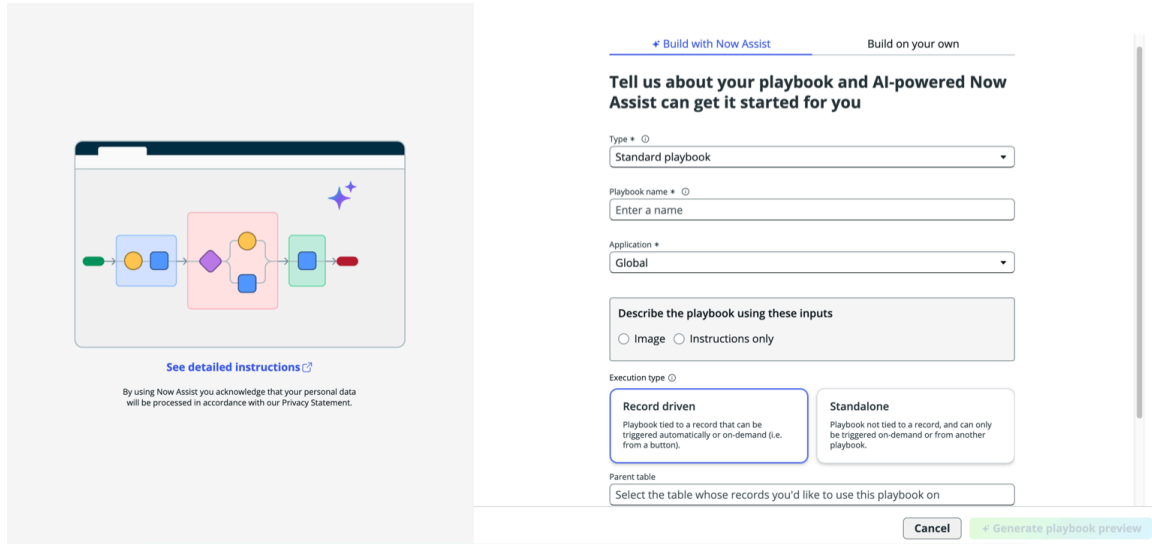 Build with Now Assist
Build on your own
Tell us about your playbook and AI-powered Now
Assist can get it started for you
Type *
Standard playbook
Playbook name *
Enter a name
Application *
Global
Describe the playbook using these inputs
Image
Instructions only
Execution type
Record driven
Playbook tied to a record that can be
triggered automatically or on-demand (i.e.
from a button).
Standalone
Playbook not tied to a record, and can only
be triggered on-demand or from another
playbook.
Parent table
Select the table whose records you'd like to use this playbook on
See detailed instructions
By using Now Assist you acknowledge that your personal data
will be processed in accordance with our Privacy Statement.
Cancel
Generate playbook preview